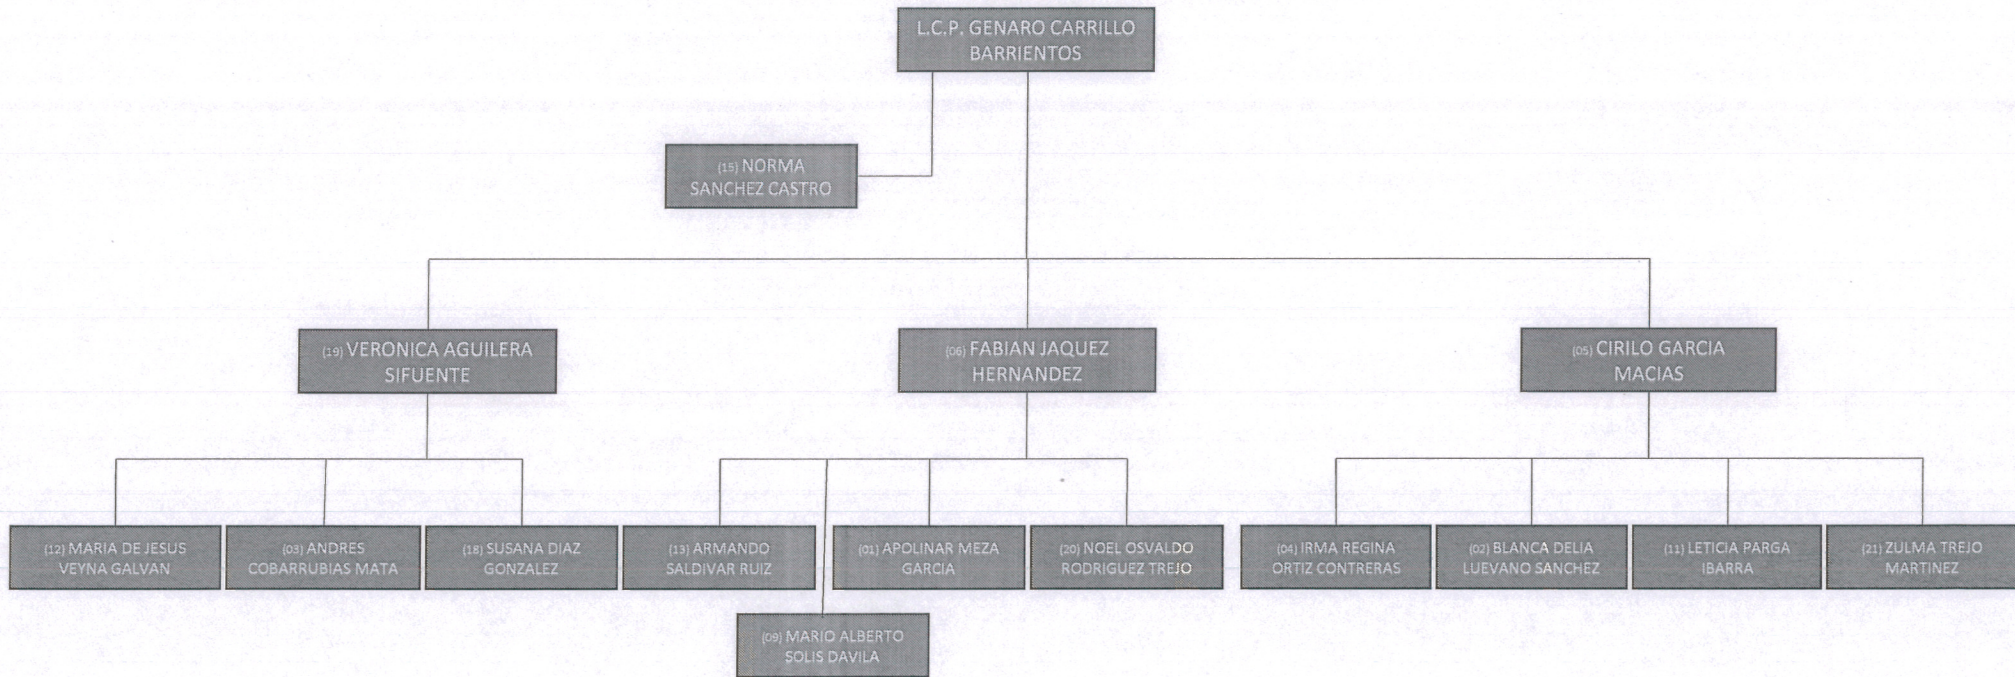 L.C.P. GENARO CARRILLO
BARRIENTOS
(15) NORMA
SANCHEZ CASTRO
(19) VERONICA AGUILERA
SIFUENTE
(06) FABIAN JAQUEZ
HERNANDEZ
(05) CIRILO GARCIA
MACIAS
(12) MARIA DE JESUS
VEYNA GALVAN
(03) ANDRES
COBARRUBIAS MATA
(18) SUSANA DIAZ
GONZALEZ
(13) ARMANDO
SALDIVAR RUIZ
(01) APOLINAR MEZA
GARCIA
(20) NOEL OSVALDO
RODRIGUEZ TREJO
(04) IRMA REGINA
ORTIZ CONTRERAS
(02) BLANCA DELIA
LUEVANO SANCHEZ
(11) LETICIA PARGA
IBARRA
(21) ZULMA TREJO
MARTINEZ
(09) MARIO ALBERTO
SOLIS DAVILA